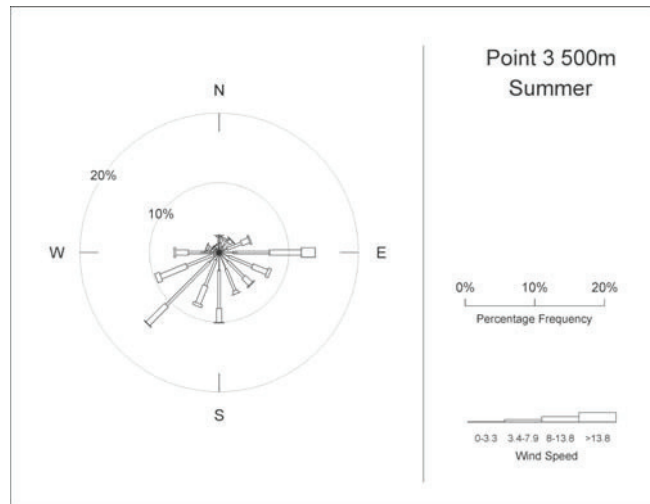 Point 3 500m
Summer
N
20%
10%
W
E
S
0% 10% 20%
Percentage Frequency
0-3.3 3.4-7.9 8-13.8 >13.8
Wind Speed